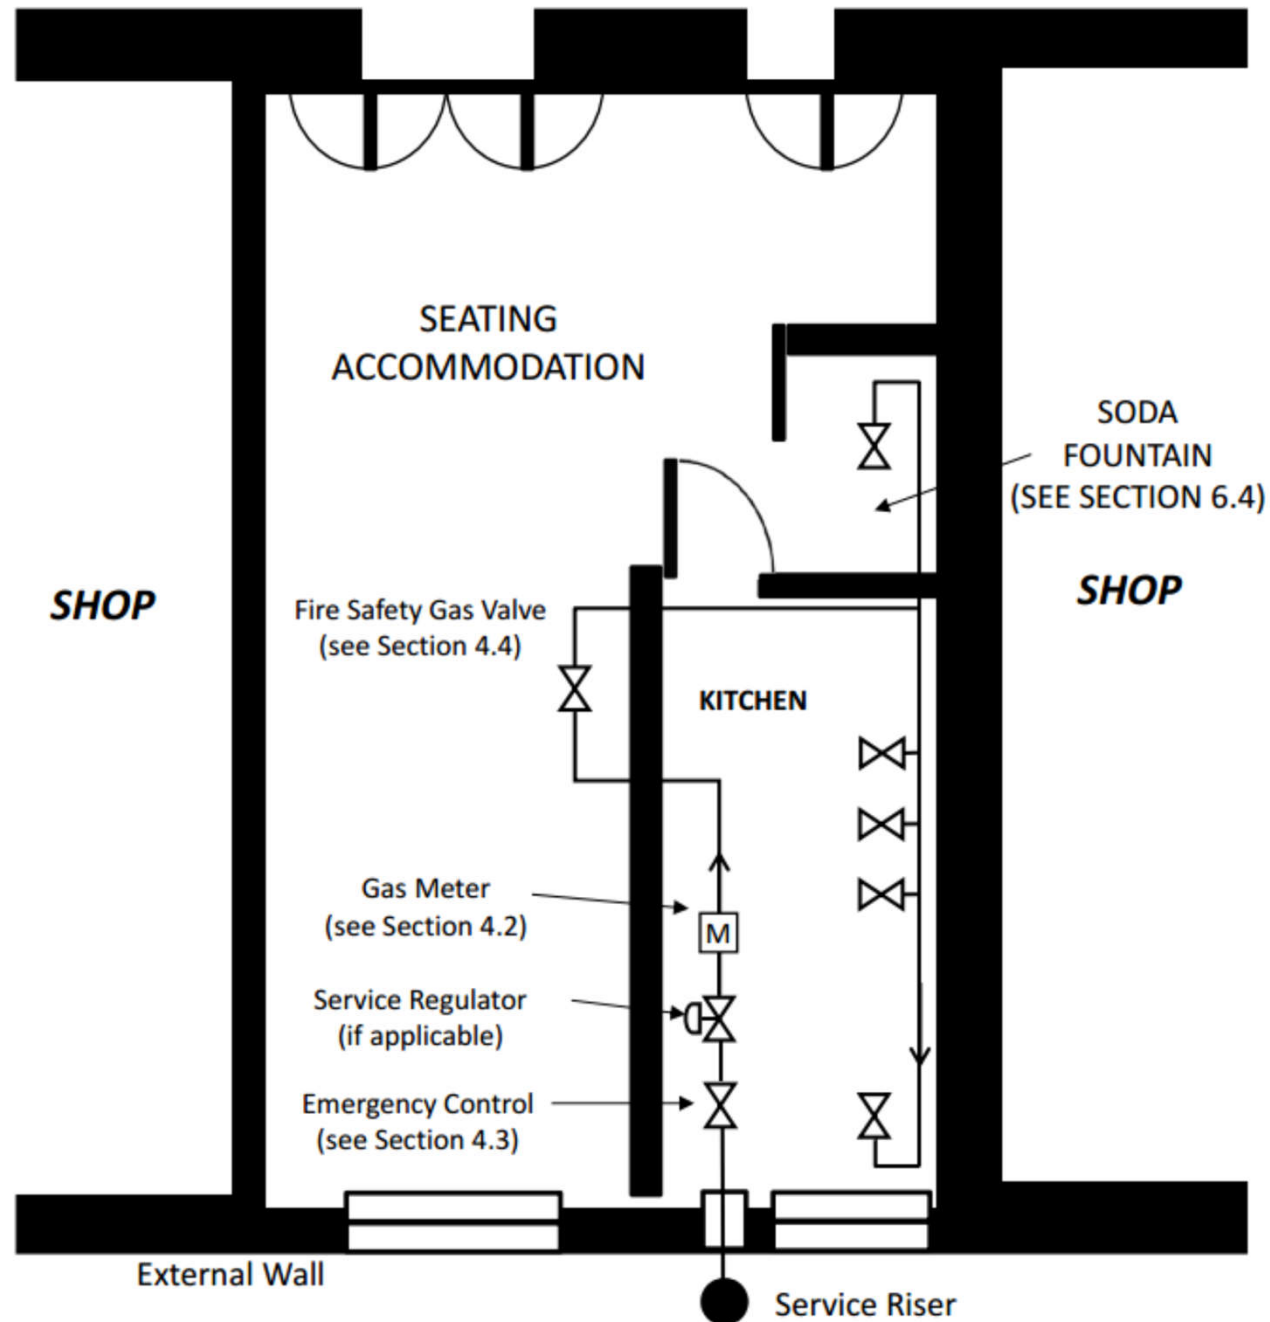 SEATING
ACCOMMODATION
SODA
FOUNTAIN
(SEE SECTION 6.4)
SHOP
SHOP
Fire Safety Gas Valve
(see Section 4.4)
KITCHEN
Gas Meter
(see Section 4.2)
M
Service Regulator
(if applicable)
Emergency Control
(see Section 4.3)
External Wall
Service Riser